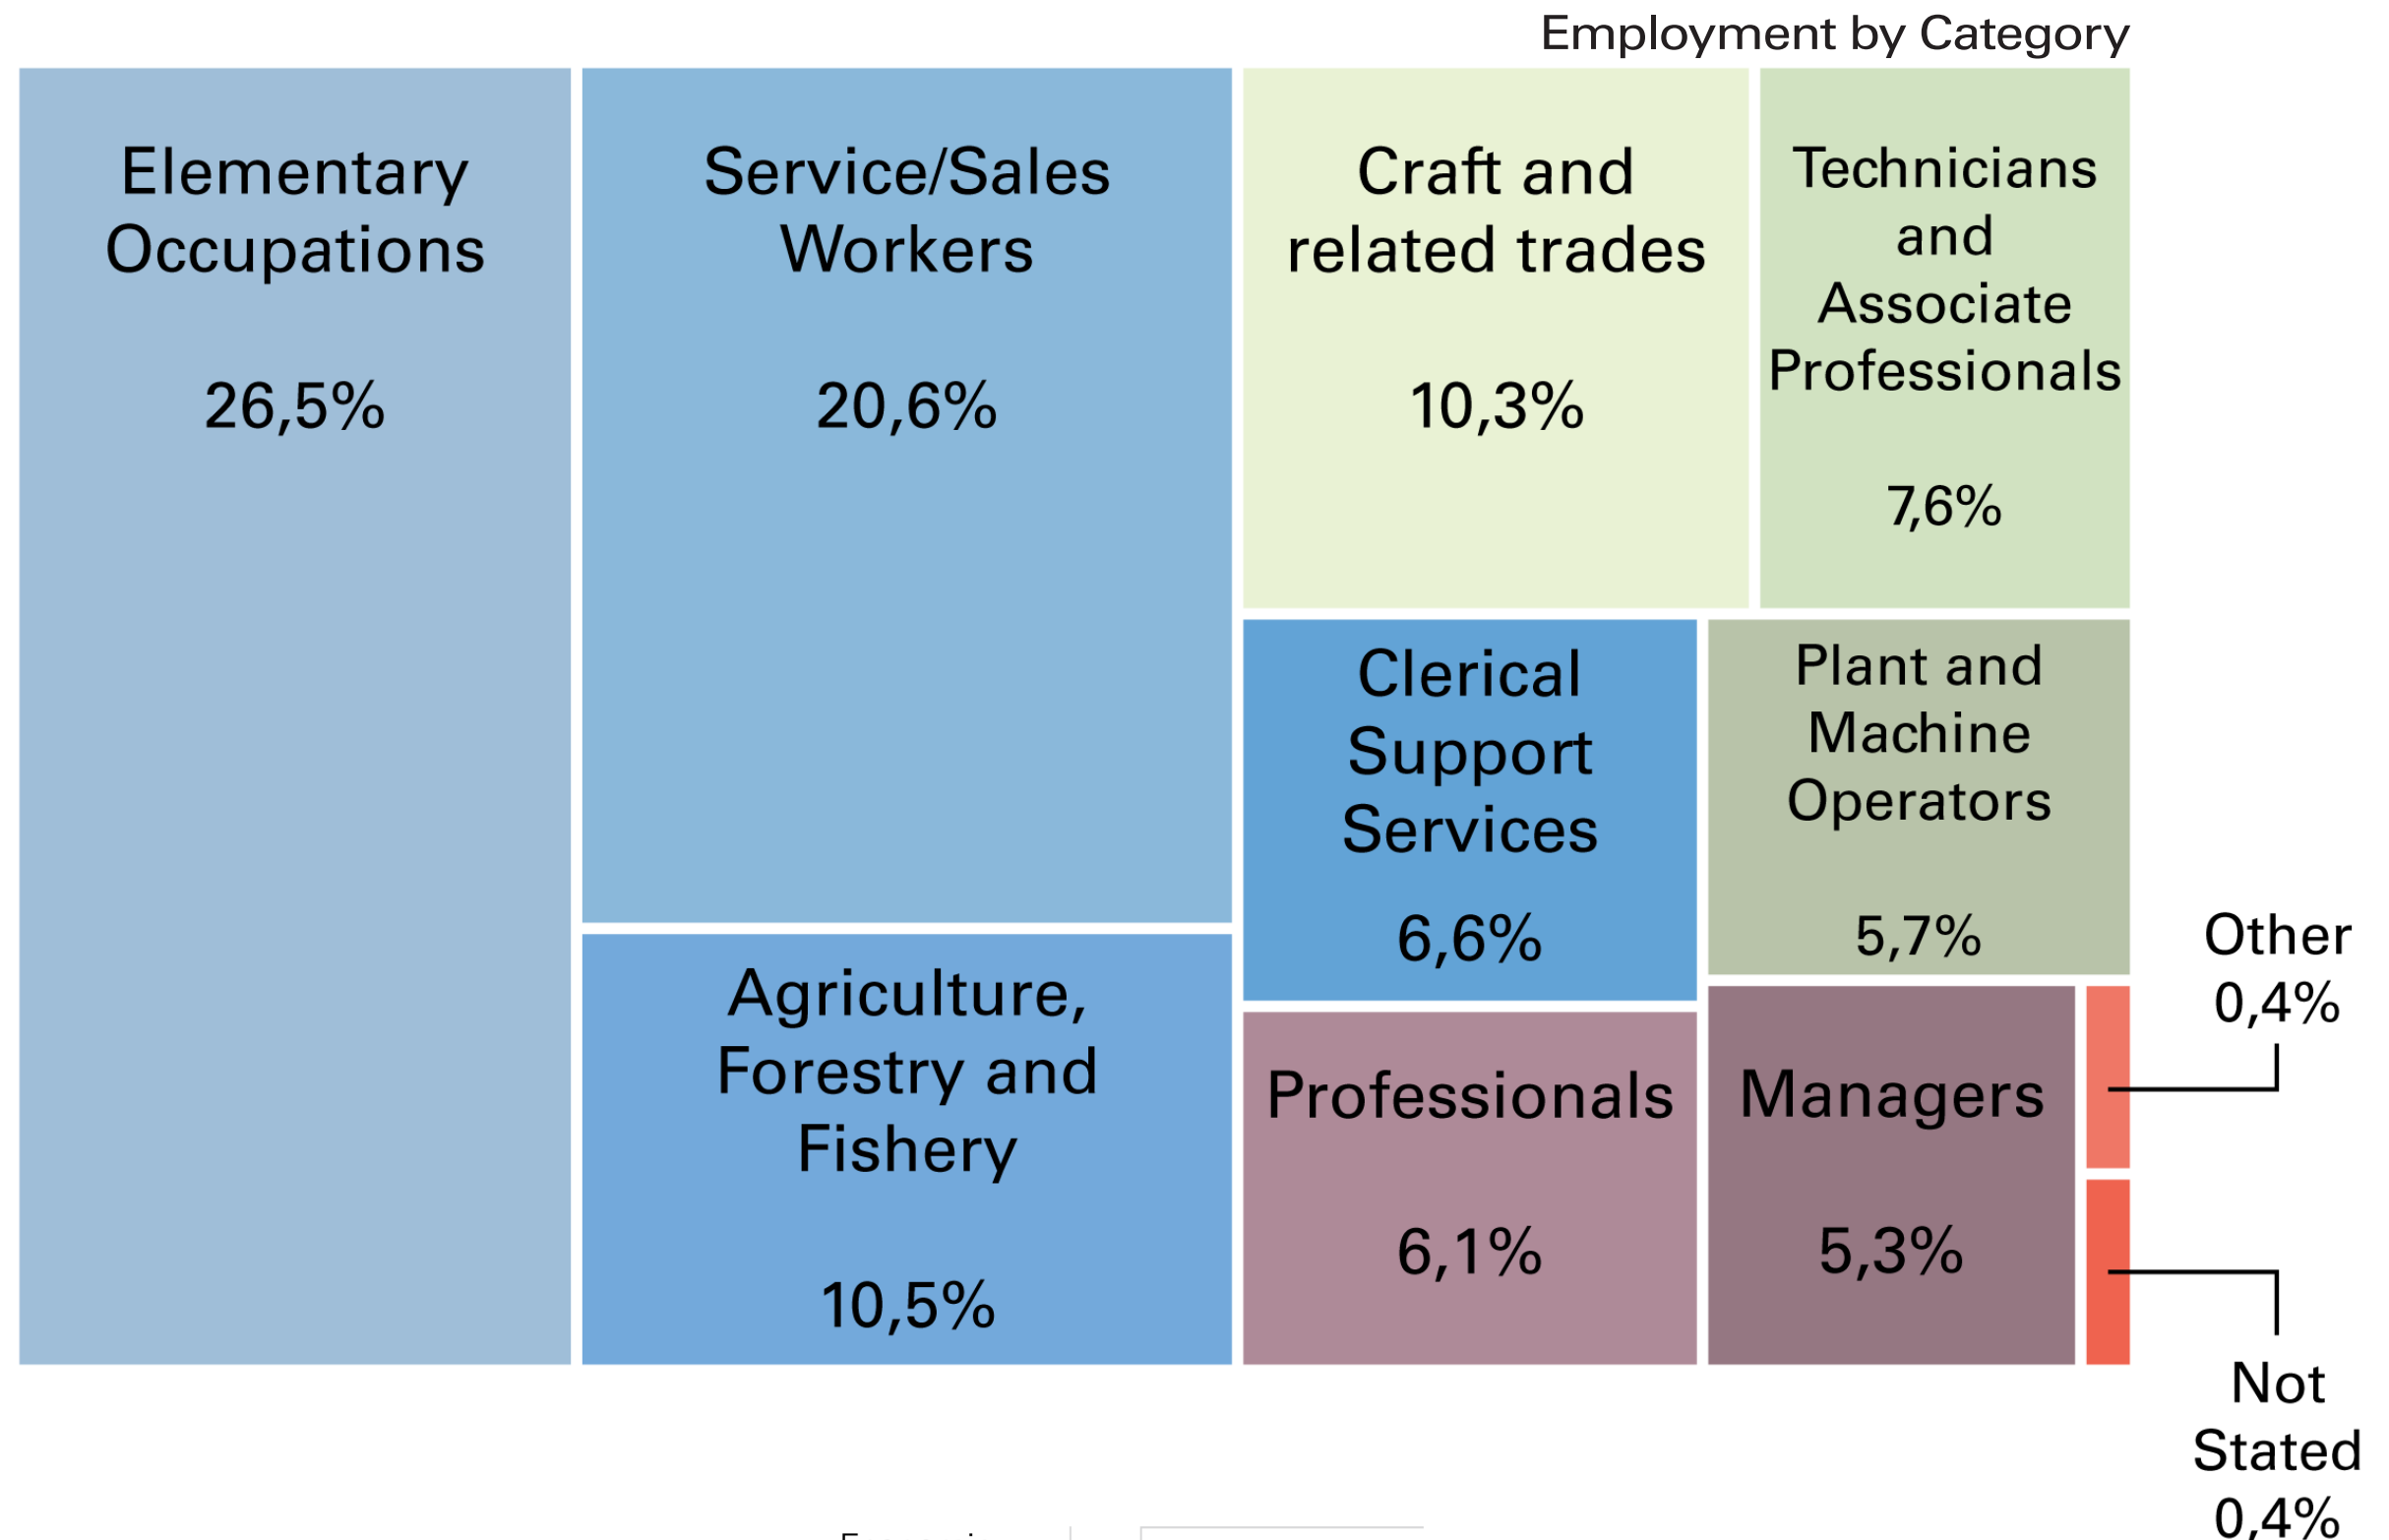 Employment by Category
Elementary
Occupations
26,5%
Service/Sales
Workers
20,6%
Agriculture,
Forestry and
Fishery
10,5%
Craft and
related trades
10,3%
Technicians
and
Associate
Professionals
7,6%
Clerical
Support
Services
6,6%
Plant and
Machine
Operators
5,7%
Professionals
6,1%
Managers
5,3%
Other
0,4%
Not
Stated
0,4%